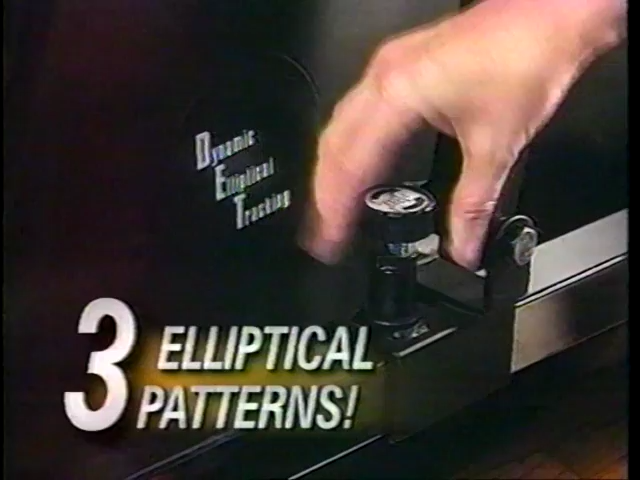 Dynamic
Elliptical
Tracking
3 ELLIPTICAL
PATTERNS!